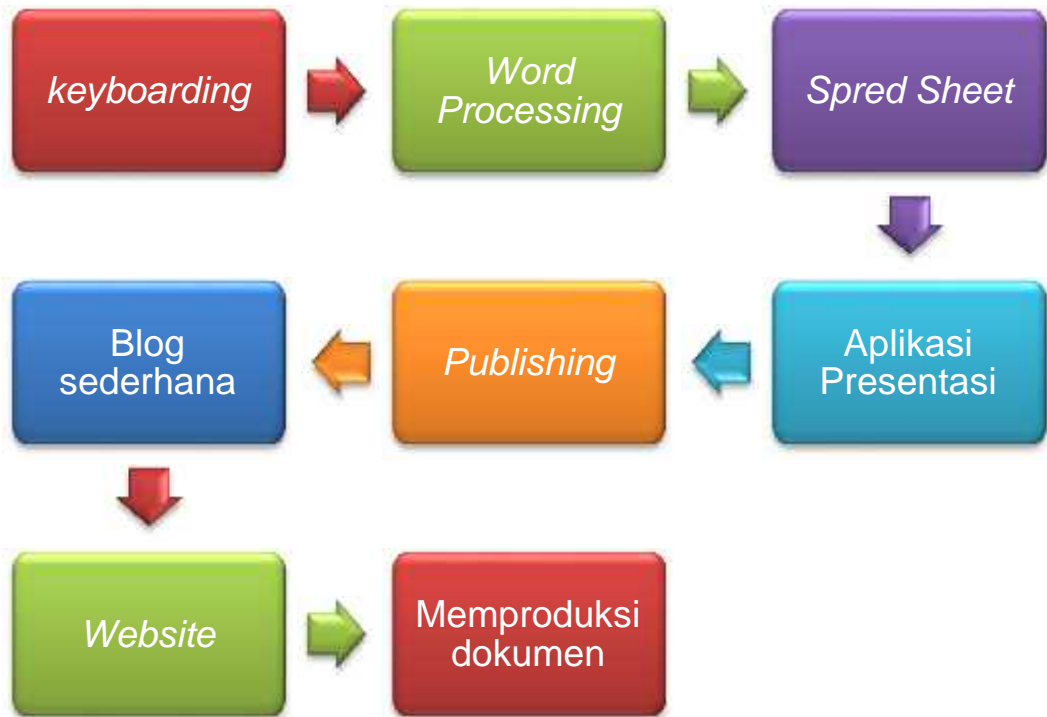 keyboarding
Word
Processing
Spred Sheet
Aplikasi
Presentasi
Publishing
Blog
sederhana
Website
Memproduksi
dokumen